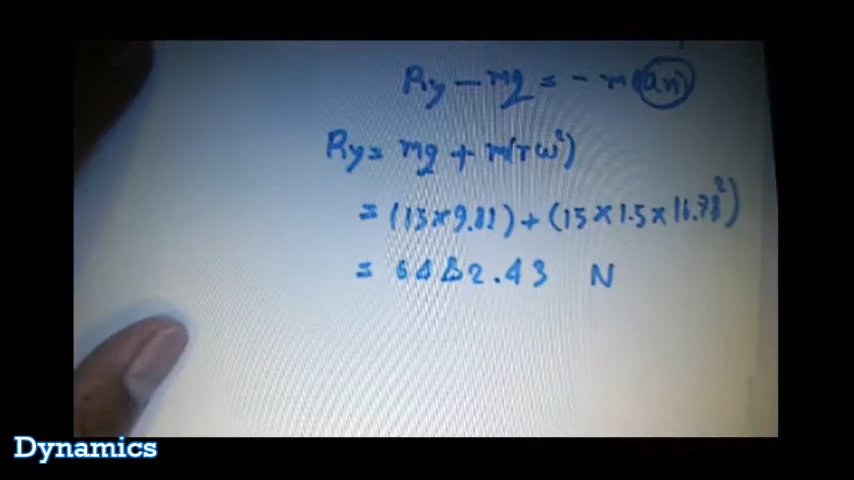 Ry - mg = - m(an)
Ry = mg + m(rω²)
= (15×9.81) + (15×1.5×16.78²)
= 6482.43 N
Dynamics